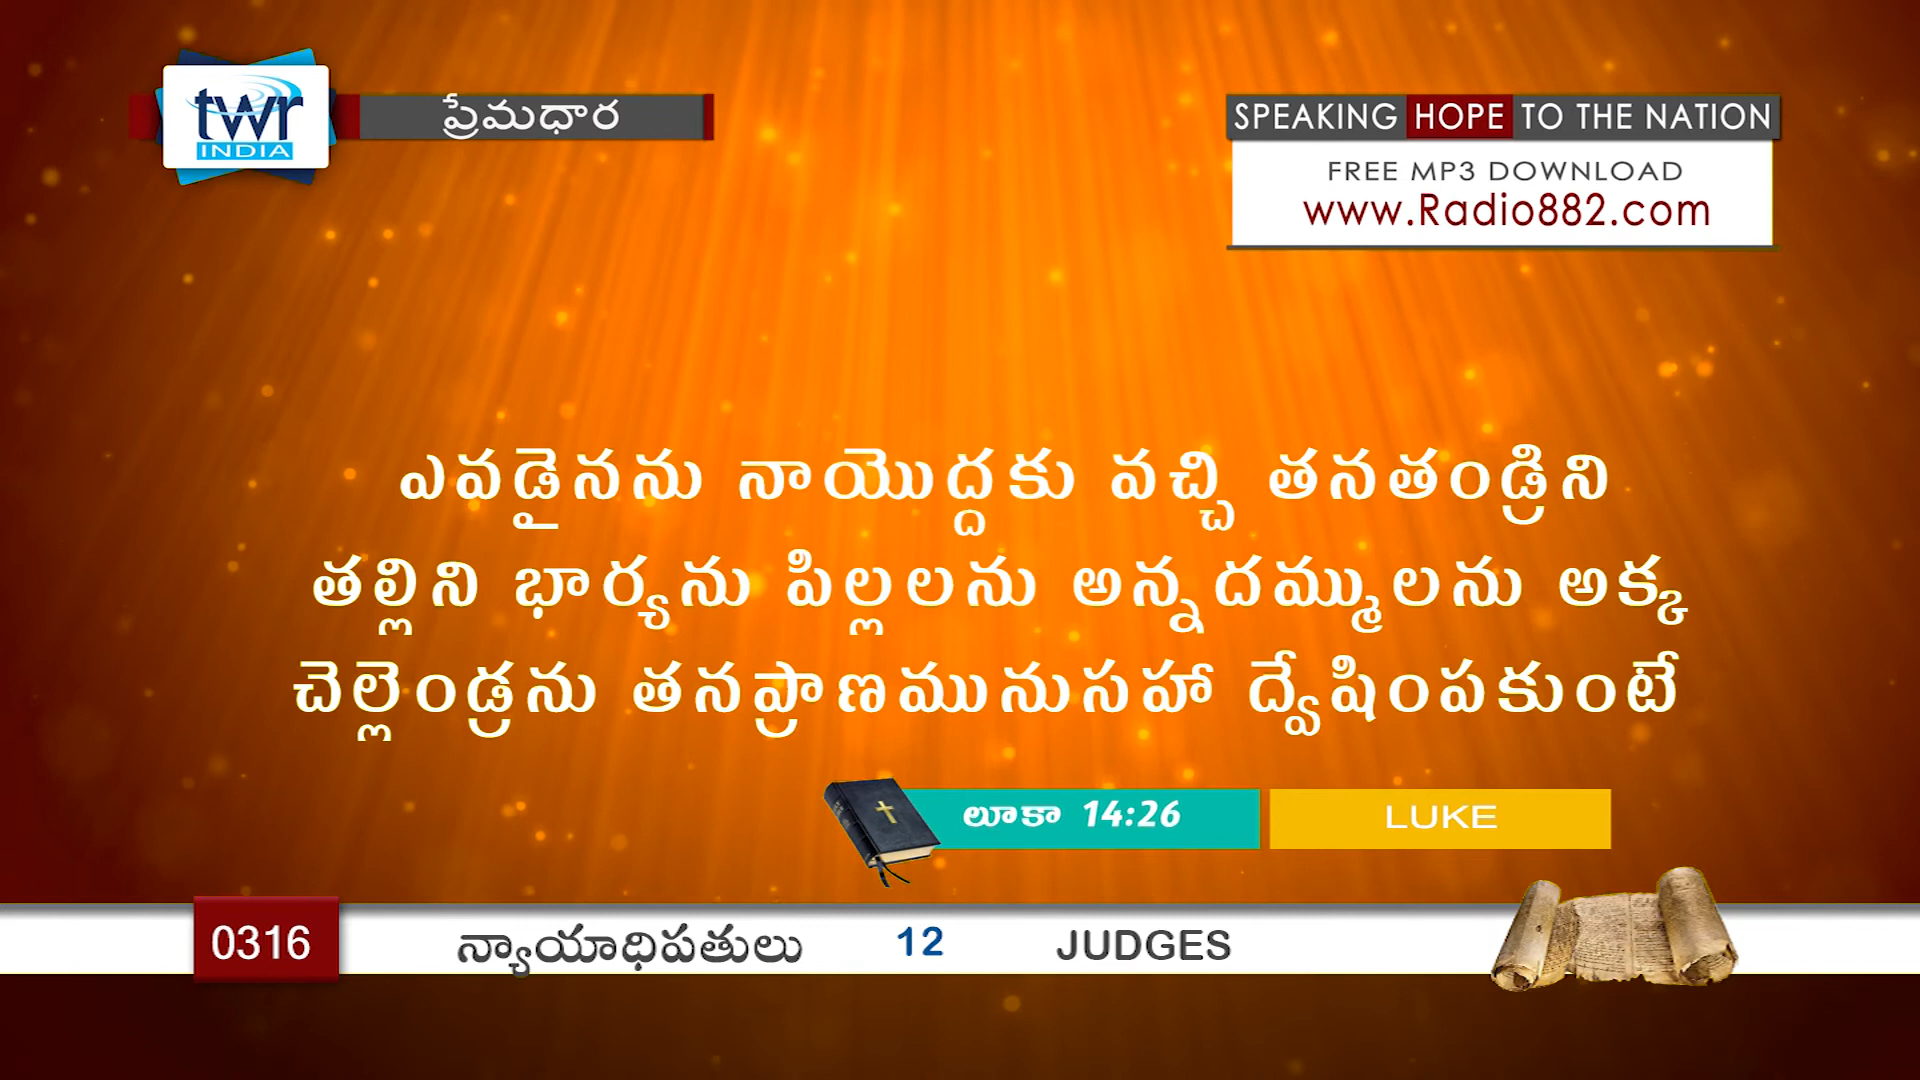 twr
INDIA
ప్రేమధార
SPEAKING HOPE TO THE NATION
FREE MP3 DOWNLOAD
www.Radio882.com
ఎవడైనను నాయొద్దకు వచ్చి తనతండ్రిని
తల్లిని భార్యను పిల్లలను అన్నదమ్ములను అక్క
చెల్లెండ్రను తనప్రాణమునుసహా ద్వేషింపకుంటే
లూకా 14:26
LUKE
0316
న్యాయాధిపతులు 12 JUDGES